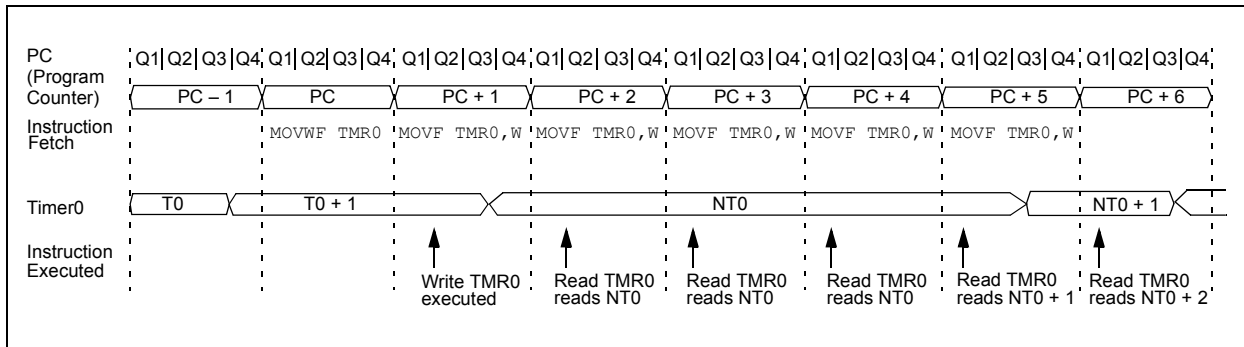 PC (Program Counter)
Q1 Q2 Q3 Q4 Q1 Q2 Q3 Q4 Q1 Q2 Q3 Q4 Q1 Q2 Q3 Q4 Q1 Q2 Q3 Q4 Q1 Q2 Q3 Q4 Q1 Q2 Q3 Q4 Q1 Q2 Q3 Q4
PC – 1 PC PC + 1 PC + 2 PC + 3 PC + 4 PC + 5 PC + 6
Instruction Fetch
MOVWF TMR0 MOVF TMR0,W MOVF TMR0,W MOVF TMR0,W MOVF TMR0,W MOVF TMR0,W
Timer0
T0 T0 + 1 NT0 NT0 + 1
Instruction Executed
Write TMR0 executed
Read TMR0 reads NT0
Read TMR0 reads NT0
Read TMR0 reads NT0
Read TMR0 reads NT0 + 1
Read TMR0 reads NT0 + 2